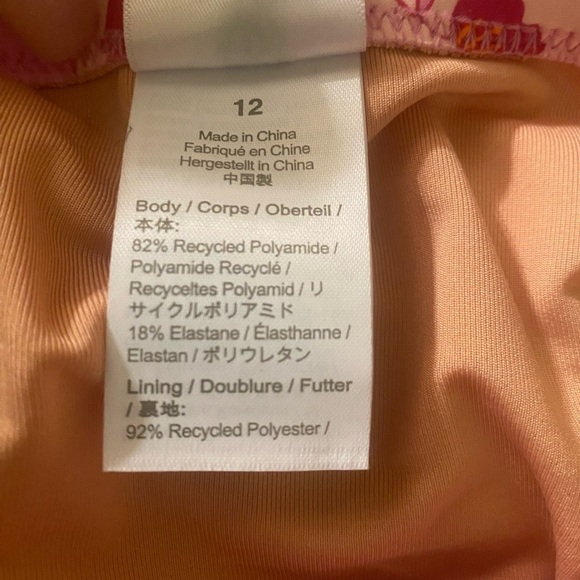 12
Made in China
Fabriqué en Chine
Hergestellt in China
中国製
Body / Corps / Oberteil /
本体:
82% Recycled Polyamide /
Polyamide Recyclé /
Recyceltes Polyamid / リ
サイクルポリアミド
18% Elastane / Élasthanne /
Elastan / ポリウレタン
Lining / Doublure / Futter
/ 裏地:
92% Recycled Polyester /